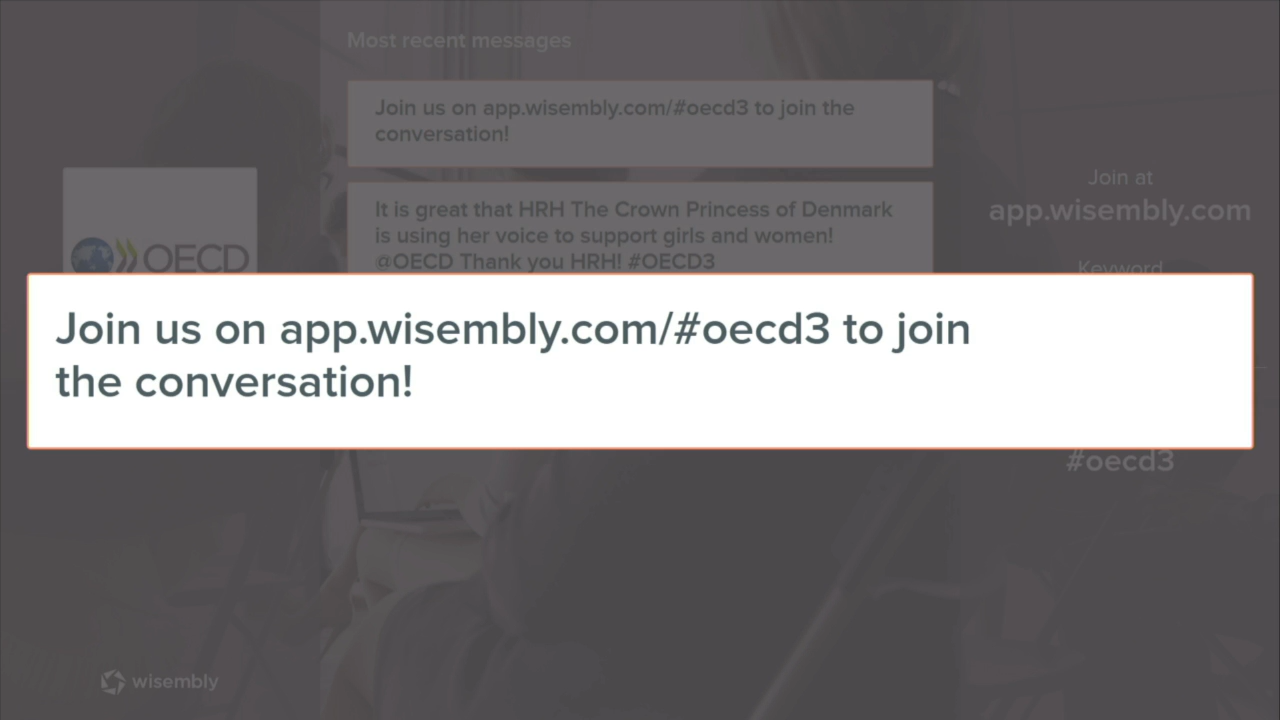 Most recent messages
Join us on app.wisembly.com/#oecd3 to join the
conversation!
It is great that HRH The Crown Princess of Denmark
is using her voice to support girls and women!
@OECD Thank you HRH! #OECD3
OECD
Join at
app.wisembly.com
Keyword
Join us on app.wisembly.com/#oecd3 to join
the conversation!
#oecd3
wisembly